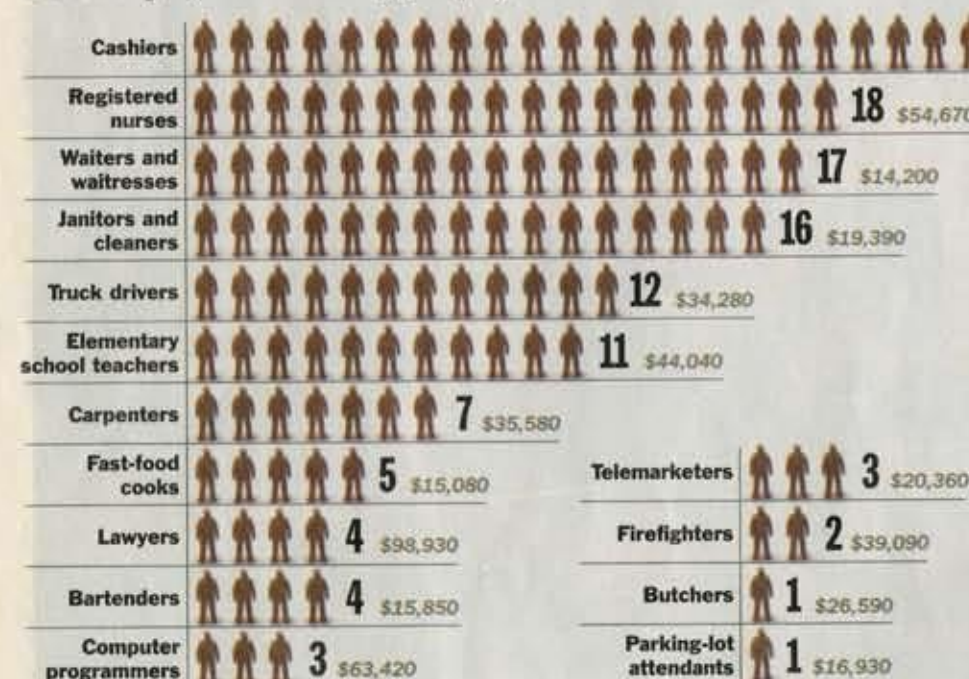 Cashiers
Registered
nurses
18 $54,670
Waiters and
waitresses
17 $14,200
Janitors and
cleaners
16 $19,390
Truck drivers
12 $34,280
Elementary
school teachers
11 $44,040
Carpenters
7 $35,580
Fast-food
cooks
5 $15,080
Lawyers
4 $98,930
Bartenders
4 $15,850
Computer
programmers
3 $63,420
Telemarketers
3 $20,360
Firefighters
2 $39,090
Butchers
1 $26,590
Parking-lot
attendants
1 $16,930